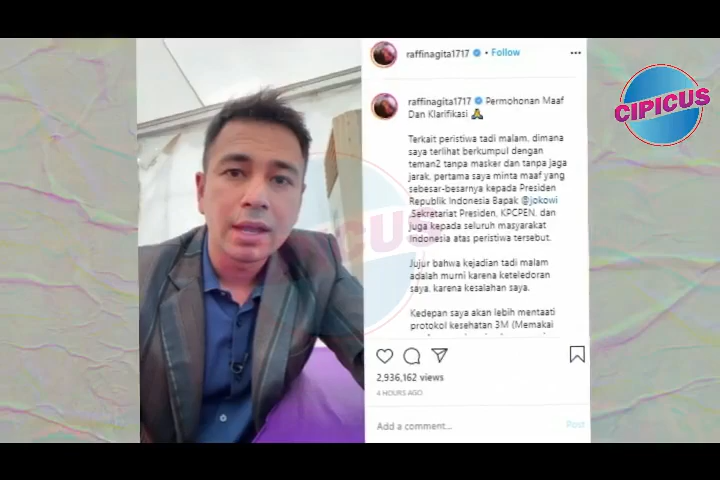 raffinagita1717 • Follow
CIPICUS
raffinagita1717 Permohonan Maaf
Dan Klarifikasi 🙏
Terkait peristiwa tadi malam, dimana
saya terlihat berkumpul dengan
teman2 tanpa masker dan tanpa jaga
jarak, pertama saya minta maaf yang
sebesar-besarnya kepada Presiden
Republik Indonesia Bapak @jokowi
,Sekretariat Presiden, KPCPEN, dan
juga kepada seluruh masyarakat
Indonesia atas peristiwa tersebut.
Jujur bahwa kejadian tadi malam
adalah murni karena keteledoran
saya, karena kesalahan saya.
Kedepan saya akan lebih mentaati
protokol kesehatan 3M (Memakai
CIPICUS
2,936,162 views
4 HOURS AGO
Add a comment...
Post